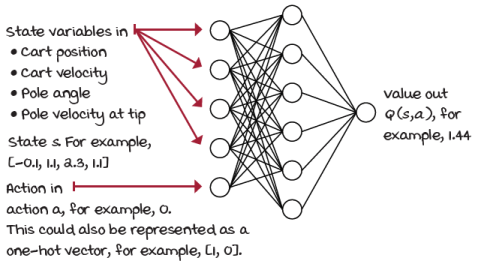 State variables in
• Cart position
• Cart velocity
• Pole angle
• Pole velocity at tip
State s. For example,
[-0.1, 1.1, 2.3, 1.1]
Action in
action a, for example, 0.
This could also be represented as a
one-hot vector, for example, [1, 0].
value out
Q(s,a), for
example, 1.44